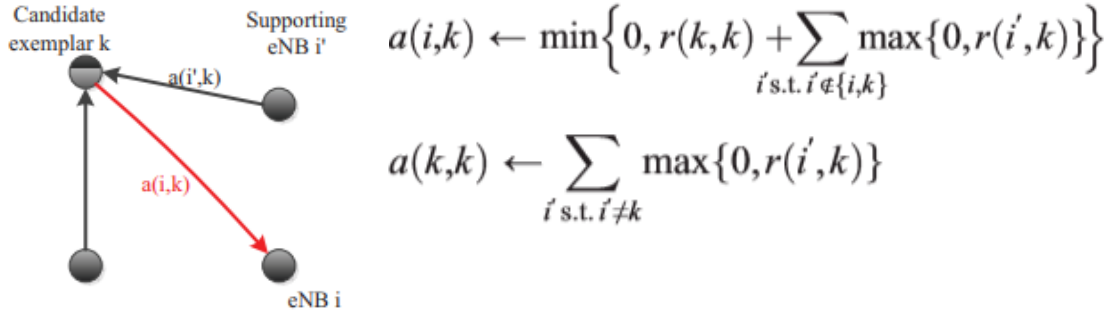 Candidate
exemplar k
Supporting
eNB i'
a(i',k)
a(i,k)
eNB i
a(i,k) ← min{0, r(k,k) + ∑ max{0, r(i',k)}}
i' s.t. i' ∉ {i,k}
a(k,k) ← ∑ max{0, r(i',k)}
i' s.t. i' ≠ k